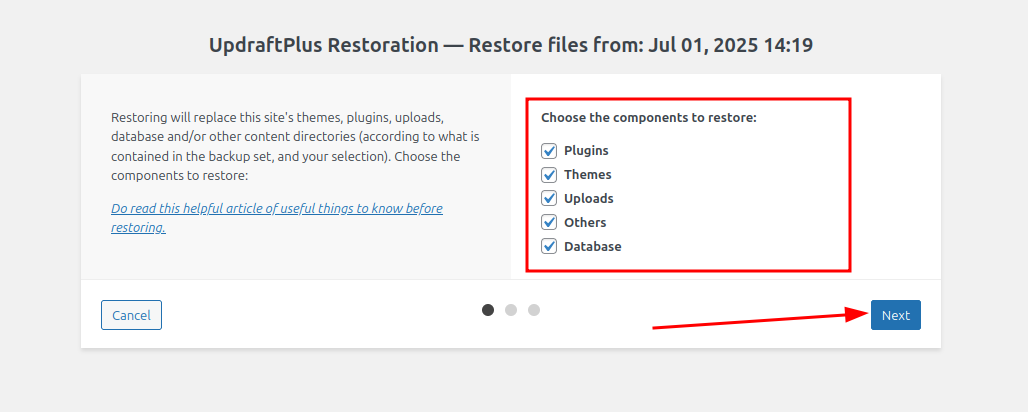 UpdraftPlus Restoration — Restore files from: Jul 01, 2025 14:19
Restoring will replace this site's themes, plugins, uploads,
database and/or other content directories (according to what is
contained in the backup set, and your selection). Choose the
components to restore:
Do read this helpful article of useful things to know before
restoring.
Choose the components to restore:
Plugins
Themes
Uploads
Others
Database
Cancel
Next